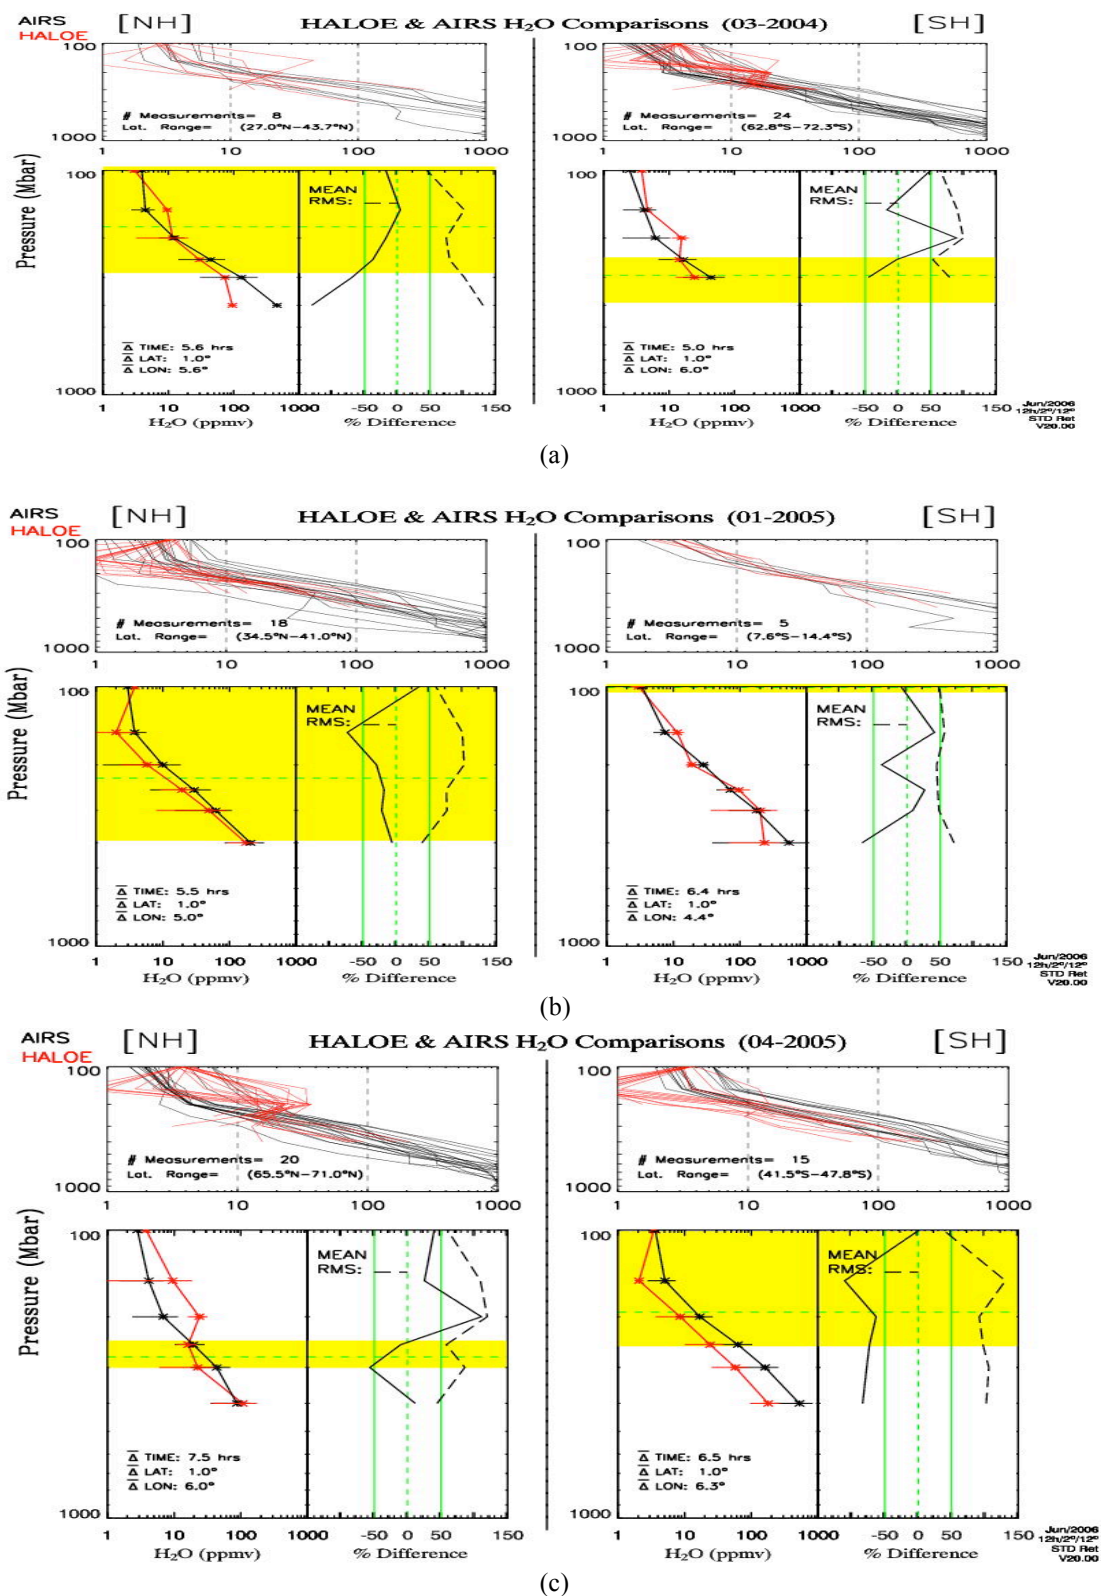 AIRS [NH] HALOE & AIRS H₂O Comparisons (03-2004) [SH]
HALOE
100 100
# Measurements= 8 # Measurements= 24
Lat. Range= (27.0°N-43.7°N) Lat. Range= (62.8°S-72.3°S)
1000 1000
1 10 100 1000 1 10 100 1000
Pressure (Mbar)
100 100
MEAN MEAN
RMS: RMS:
Δ TIME: 5.6 hrs Δ TIME: 5.0 hrs
Δ LAT: 1.0° Δ LAT: 1.0°
Δ LON: 5.6° Δ LON: 6.0°
1000 1000
1 10 100 1000 -50 0 50 150 1 10 100 1000 -50 0 50 150
H₂O (ppmv) % Difference H₂O (ppmv) % Difference
Jun/2006
12h/2°/12°
STD Ret
V20.00
(a)
AIRS [NH] HALOE & AIRS H₂O Comparisons (01-2005) [SH]
HALOE
100 100
# Measurements= 18 # Measurements= 5
Lat. Range= (34.5°N-41.0°N) Lat. Range= (7.6°S-14.4°S)
1000 1000
1 10 100 1000 1 10 100 1000
Pressure (Mbar)
100 100
MEAN MEAN
RMS: RMS:
Δ TIME: 5.5 hrs Δ TIME: 6.4 hrs
Δ LAT: 1.0° Δ LAT: 1.0°
Δ LON: 5.0° Δ LON: 4.4°
1000 1000
1 10 100 1000 -50 0 50 150 1 10 100 1000 -50 0 50 150
H₂O (ppmv) % Difference H₂O (ppmv) % Difference
Jun/2006
12h/2°/12°
STD Ret
V20.00
(b)
AIRS [NH] HALOE & AIRS H₂O Comparisons (04-2005) [SH]
HALOE
100 100
# Measurements= 20 # Measurements= 15
Lat. Range= (65.5°N-71.0°N) Lat. Range= (41.5°S-47.8°S)
1000 1000
1 10 100 1000 1 10 100 1000
Pressure (Mbar)
100 100
MEAN MEAN
RMS: RMS:
Δ TIME: 7.5 hrs Δ TIME: 6.5 hrs
Δ LAT: 1.0° Δ LAT: 1.0°
Δ LON: 6.0° Δ LON: 6.3°
1000 1000
1 10 100 1000 -50 0 50 150 1 10 100 1000 -50 0 50 150
H₂O (ppmv) % Difference H₂O (ppmv) % Difference
Jun/2006
12h/2°/12°
STD Ret
V20.00
(c)